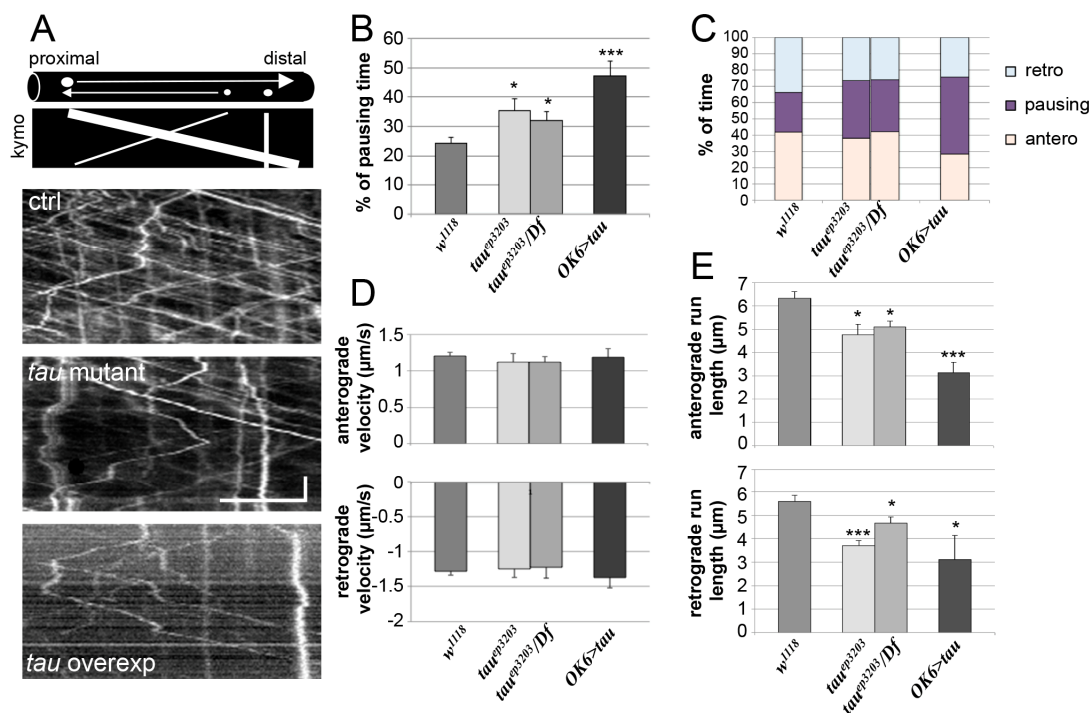 A
proximal
distal
kymo
ctrl
tau mutant
tau overexp
B
% of pausing time
60
50
40
30
20
10
0
*
*
***
w1118
tauep3203
tauep3203/Df
OK6>tau
C
% of time
100
90
80
70
60
50
40
30
20
10
0
retro
pausing
antero
w1118
tauep3203
tauep3203/Df
OK6>tau
D
anterograde
velocity (µm/s)
1.5
1
0.5
0
retrograde
velocity (µm/s)
0
-0.5
-1
-1.5
-2
w1118
tauep3203
tauep3203/Df
OK6>tau
E
anterograde run
length (µm)
7
6
5
4
3
2
1
0
*
*
***
retrograde run
length (µm)
7
6
5
4
3
2
1
0
***
*
*
w1118
tauep3203
tauep3203/Df
OK6>tau